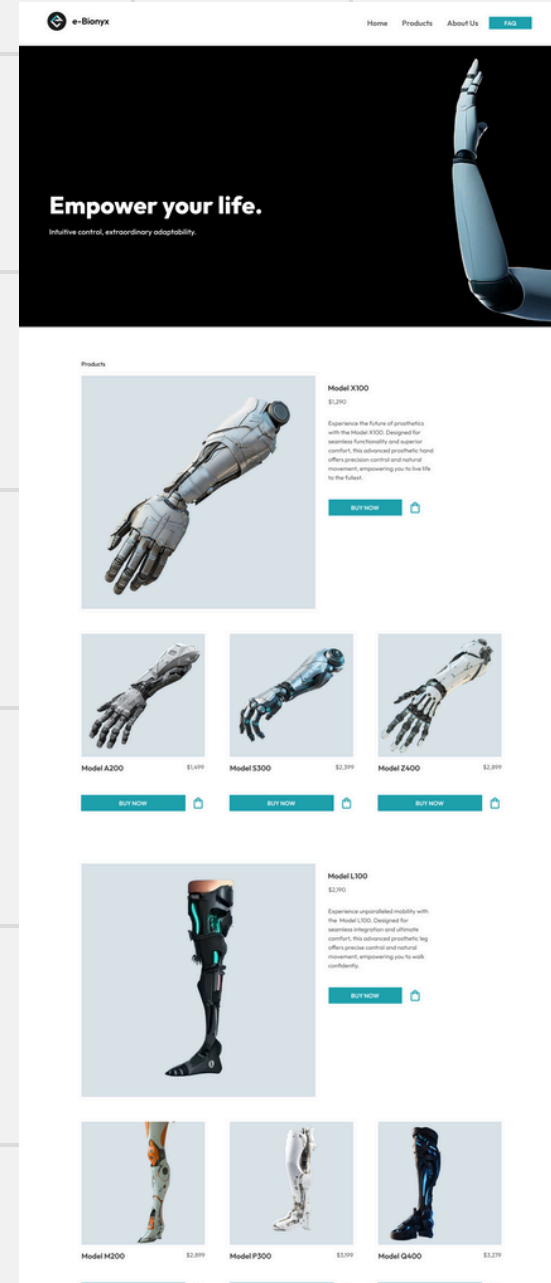 e-Bionyx
Home Products About Us FAQ
Empower your life.
Intuitive control, extraordinary adaptability.
Products
Model X100
$1,290
Experience the future of prosthetics
with the Model X100. Designed for
seamless functionality and superior
comfort, this advanced prosthetic hand
offers precision control and natural
movement, empowering you to live life
to the fullest.
BUY NOW
Model A200 $1,499
Model S300 $2,399
Model Z400 $2,899
BUY NOW
BUY NOW
BUY NOW
Model L100
$2,190
Experience unparalleled mobility with
the Model L100. Designed for
seamless integration and ultimate
comfort, this advanced prosthetic leg
offers precise control and natural
movement, empowering you to walk
confidently.
BUY NOW
Model M200 $2,899
Model P300 $3,199
Model Q400 $3,279